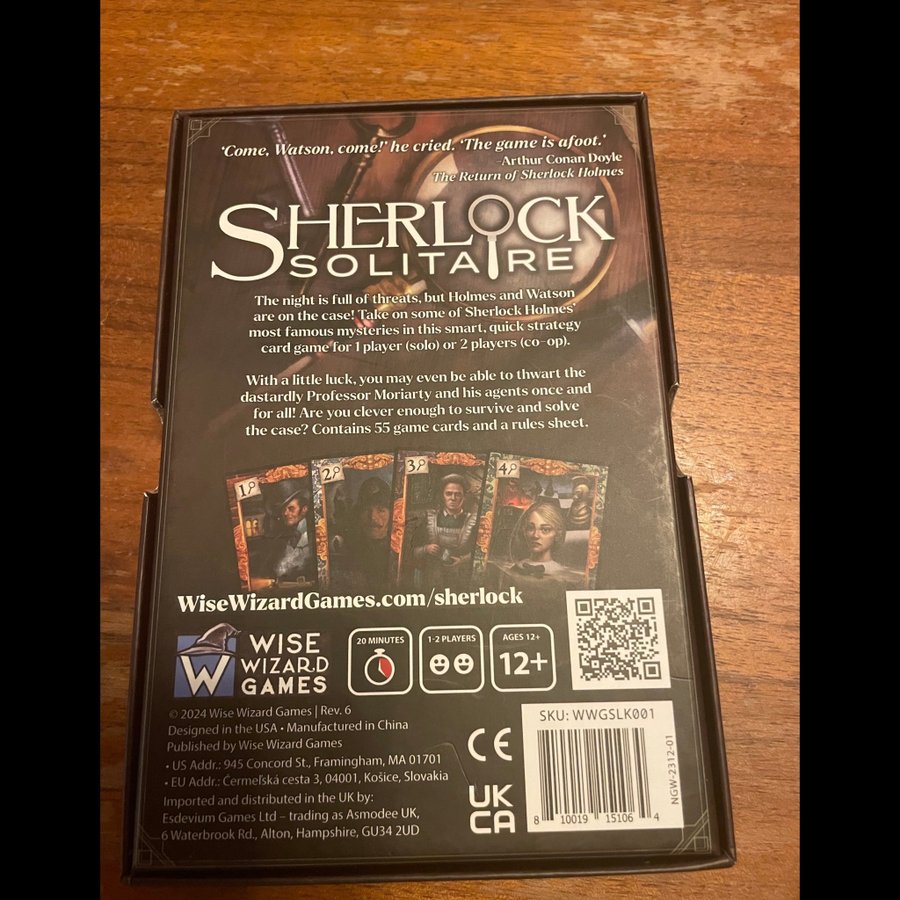 ‘Come, Watson, come!’ he cried. ‘The game is afoot.’
-Arthur Conan Doyle
The Return of Sherlock Holmes
SHERLOCK
SOLITAIRE
The night is full of threats, but Holmes and Watson
are on the case! Take on some of Sherlock Holmes’
most famous mysteries in this smart, quick strategy
card game for 1 player (solo) or 2 players (co-op).
With a little luck, you may even be able to thwart the
dastardly Professor Moriarty and his agents once and
for all! Are you clever enough to survive and solve
the case? Contains 55 game cards and a rules sheet.
1
2
3
4
WiseWizardGames.com/sherlock
W
WISE
WIZARD
GAMES
20 MINUTES
1-2 PLAYERS
AGES 12+
12+
© 2024 Wise Wizard Games | Rev. 6
Designed in the USA • Manufactured in China
Published by Wise Wizard Games
• US Addr.: 945 Concord St., Framingham, MA 01701
• EU Addr.: Čermeľská cesta 3, 04001, Košice, Slovakia
Imported and distributed in the UK by:
Esdevium Games Ltd – trading as Asmodee UK,
6 Waterbrook Rd., Alton, Hampshire, GU34 2UD
CE
UK
CA
SKU: WWGSLK001
8 10019 15106 4
NGW-2312-01